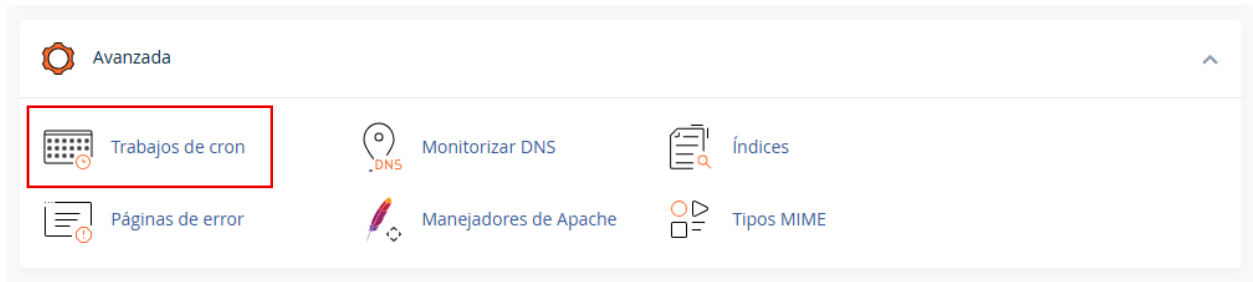 Avanzada
Trabajos de cron
DNS
Monitorizar DNS
Índices
Páginas de error
Manejadores de Apache
Tipos MIME